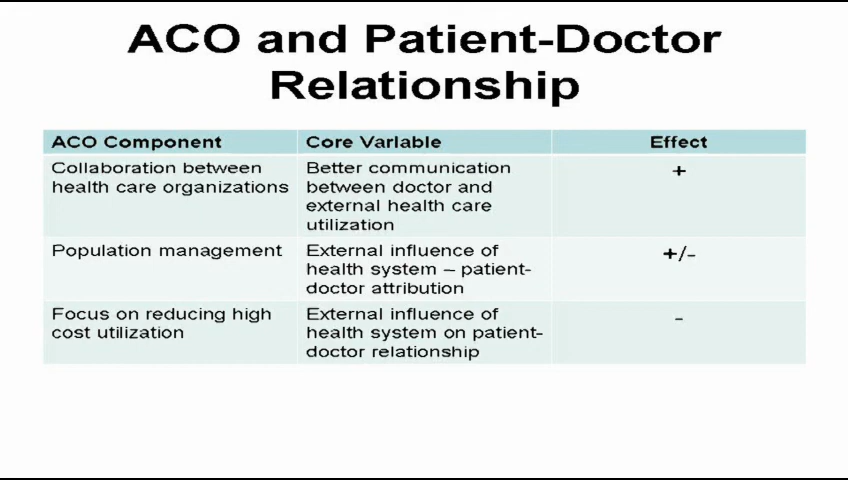 ACO and Patient-Doctor
Relationship
ACO Component
Core Variable
Effect
Collaboration between
health care organizations
Better communication
between doctor and
external health care
utilization
+
Population management
External influence of
health system – patient-
doctor attribution
+/-
Focus on reducing high
cost utilization
External influence of
health system on patient-
doctor relationship
-